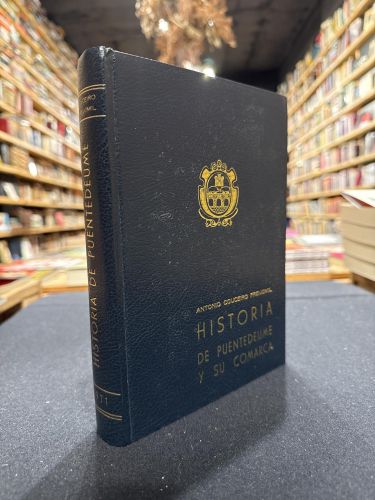 ANTONIO COUCEIRO FREIJOMIL
HISTORIA
DE PUENTEDEUME
Y SU COMARCA
HISTORIA DE PUENTEDEUME